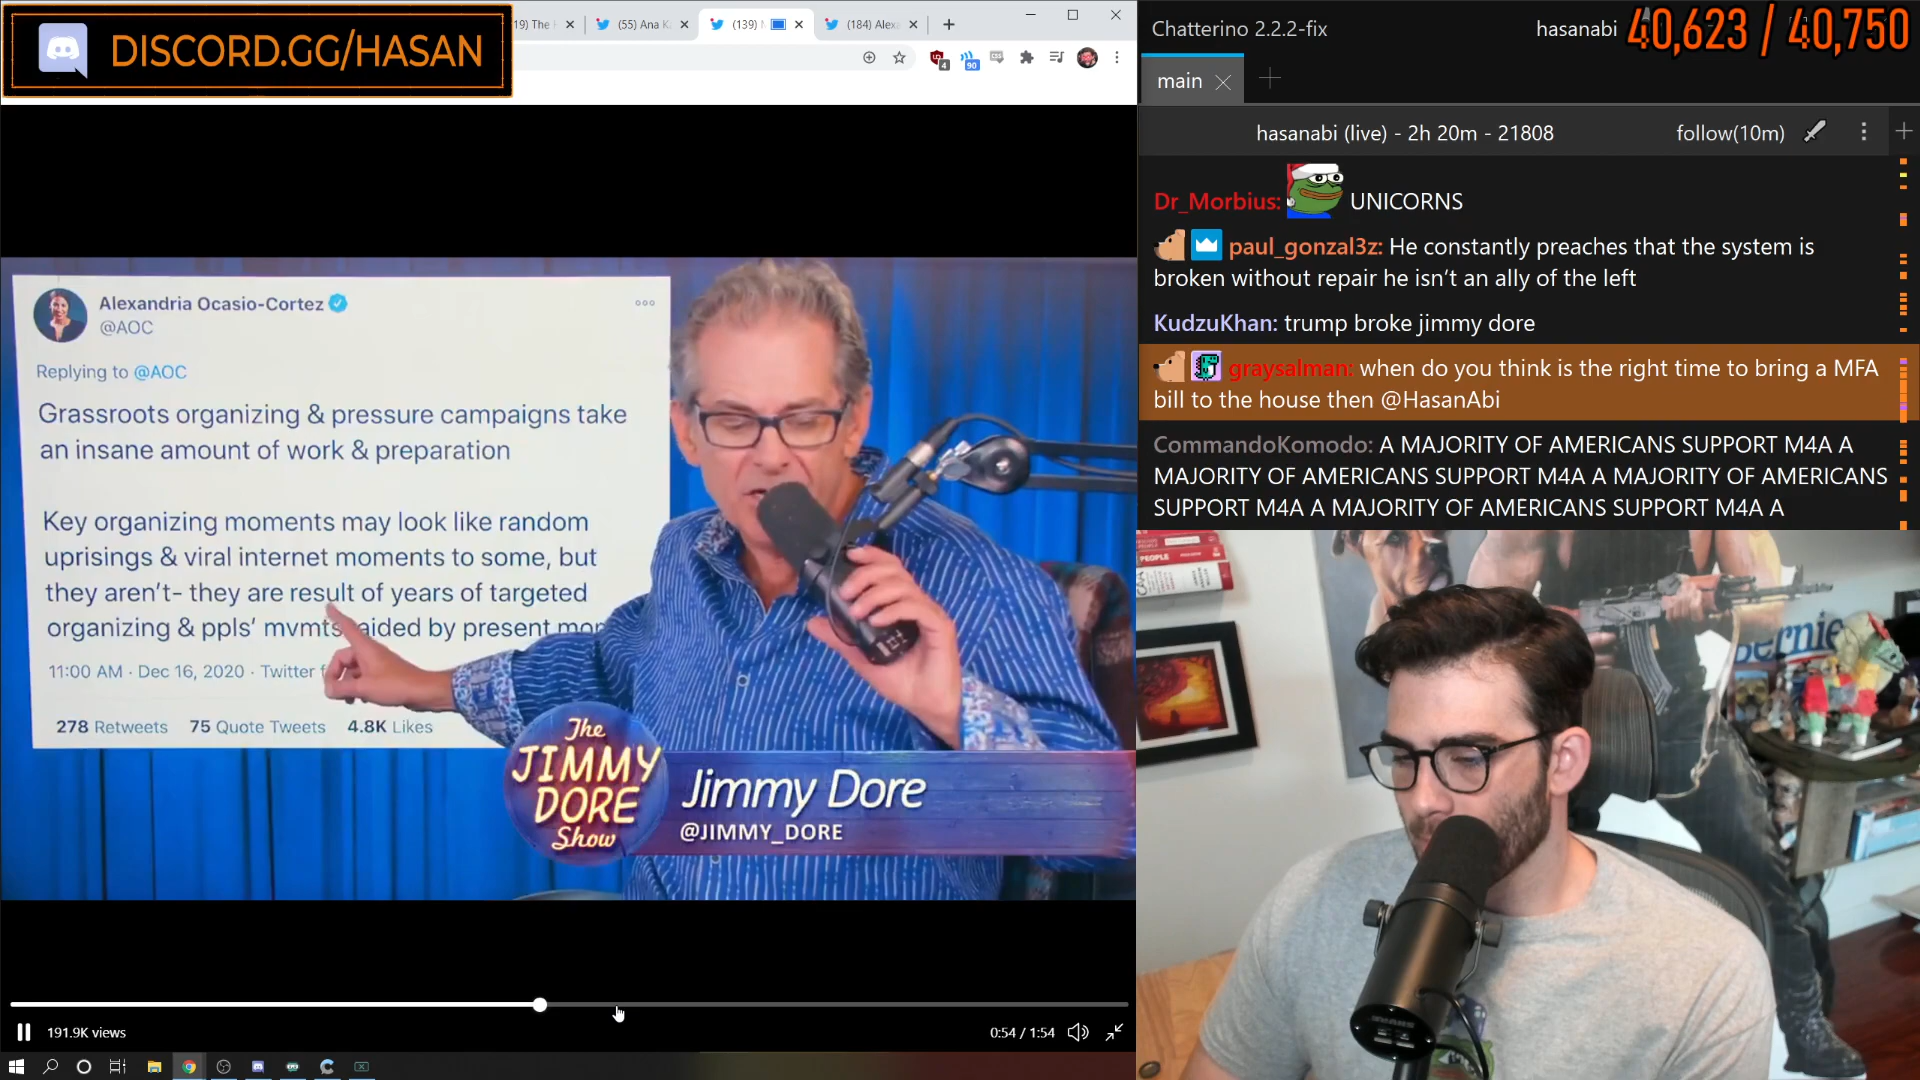 DISCORD.GG/HASAN
19) The
(55) Ana K
(139)
(184) Alexa
4
90
Alexandria Ocasio-Cortez
@AOC
Replying to @AOC
Grassroots organizing & pressure campaigns take
an insane amount of work & preparation
Key organizing moments may look like random
uprisings & viral internet moments to some, but
they aren't- they are result of years of targeted
organizing & ppls' mvmts aided by present
11:00 AM · Dec 16, 2020 · Twitter
278 Retweets 75 Quote Tweets 4.8K Likes
The
JIMMY
DORE
Show
Jimmy Dore
@JIMMY_DORE
191.9K views
0:54 / 1:54
Chatterino 2.2.2-fix
hasanabi
40,623 / 40,750
main
hasanabi (live) - 2h 20m - 21808
follow(10m)
Dr_Morbius: UNICORNS
paul_gonzal3z: He constantly preaches that the system is
broken without repair he isn't an ally of the left
KudzuKhan: trump broke jimmy dore
graysalman: when do you think is the right time to bring a MFA
bill to the house then @HasanAbi
CommandoKomodo: A MAJORITY OF AMERICANS SUPPORT M4A A
MAJORITY OF AMERICANS SUPPORT M4A A MAJORITY OF AMERICANS
SUPPORT M4A A MAJORITY OF AMERICANS SUPPORT M4A A
PEOPLE
Bernie